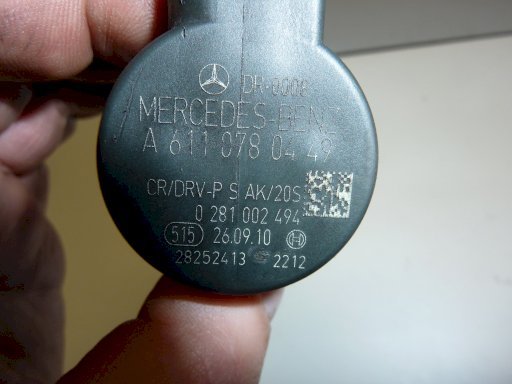 DR-0006
MERCEDES-BENZ
A 611 078 04 49
CR/DRV-P S AK/20S
0 281 002 494
515 26.09.10
28252413 2212